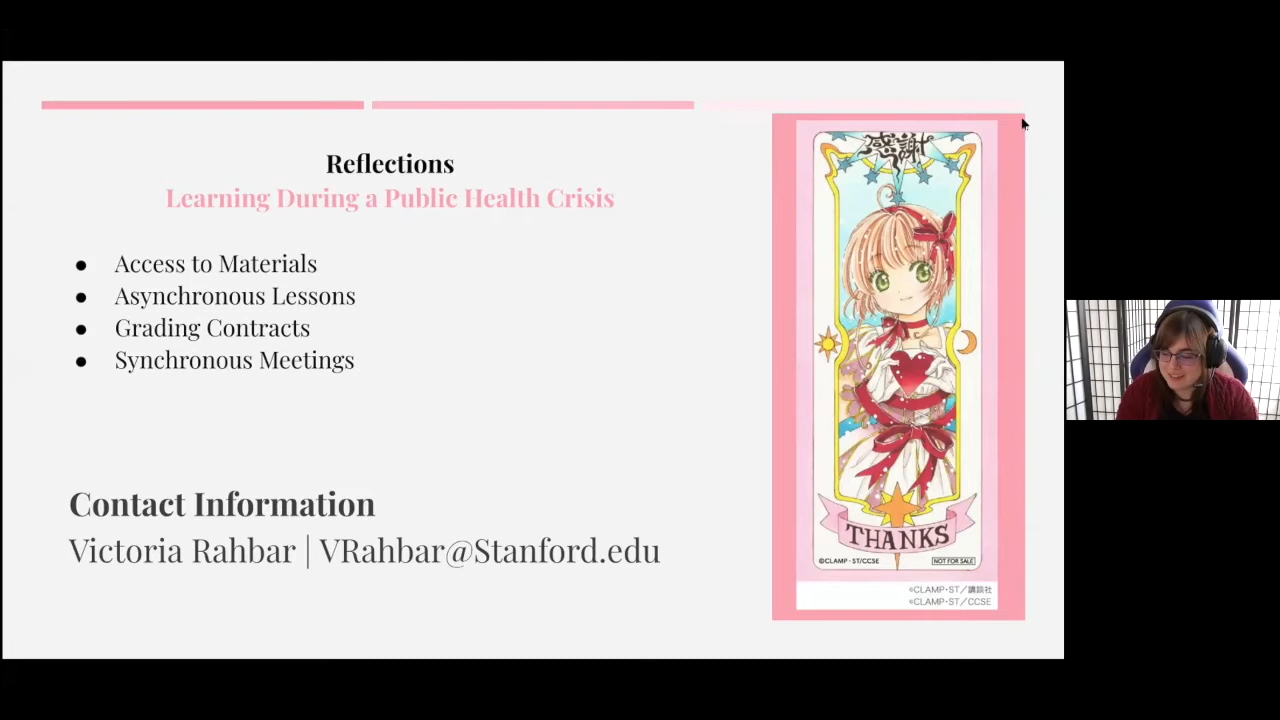 Reflections
Learning During a Public Health Crisis
● Access to Materials
● Asynchronous Lessons
● Grading Contracts
● Synchronous Meetings
Contact Information
Victoria Rahbar | VRahbar@Stanford.edu
感謝
THANKS
©CLAMP・ST/CCSE
NOT FOR SALE
©CLAMP・ST／講談社
©CLAMP・ST／CCSE